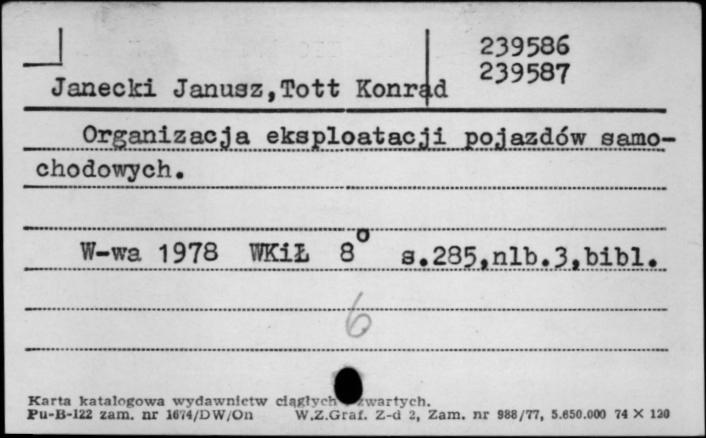 239586
239587
Janecki Janusz,Tott Konrad
Organizacja eksploatacji pojazdów samo-
chodowych.
W-wa 1978 WKiŁ 8° s.285,nlb.3,bibl.
6
Karta katalogowa wydawnictw ciągłych i zwartych.
Pu-B-122 zam. nr 1674/DW/On W.Z.Graf. Z-d 2, Zam. nr 988/77, 5.650.000 74 X 120